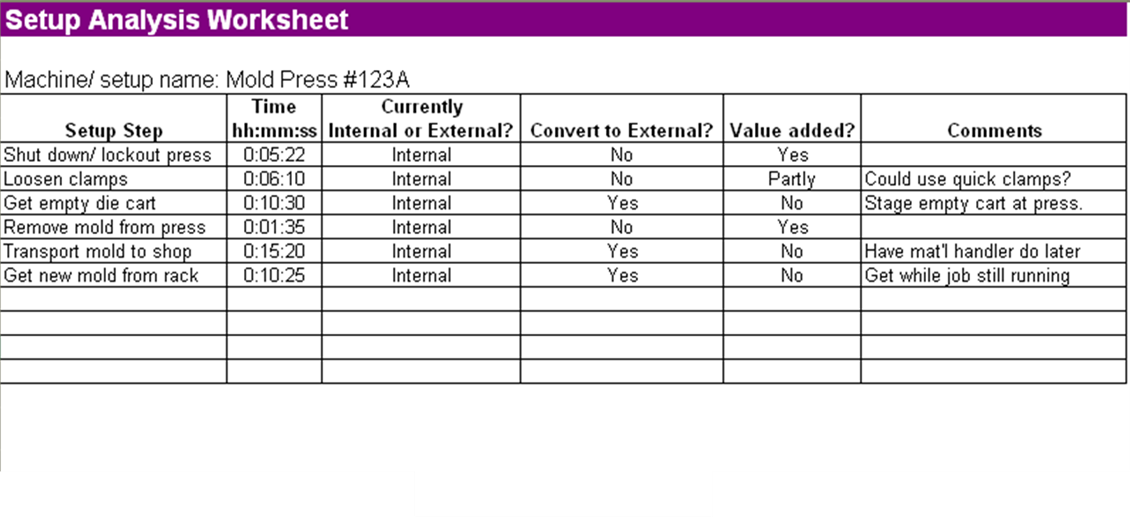 Setup Analysis Worksheet
Machine/ setup name: Mold Press #123A
Time Currently
Setup Step hh:mm:ss Internal or External? Convert to External? Value added? Comments
Shut down/ lockout press 0:05:22 Internal No Yes
Loosen clamps 0:06:10 Internal No Partly Could use quick clamps?
Get empty die cart 0:10:30 Internal Yes No Stage empty cart at press.
Remove mold from press 0:01:35 Internal No Yes
Transport mold to shop 0:15:20 Internal Yes No Have mat'l handler do later
Get new mold from rack 0:10:25 Internal Yes No Get while job still running